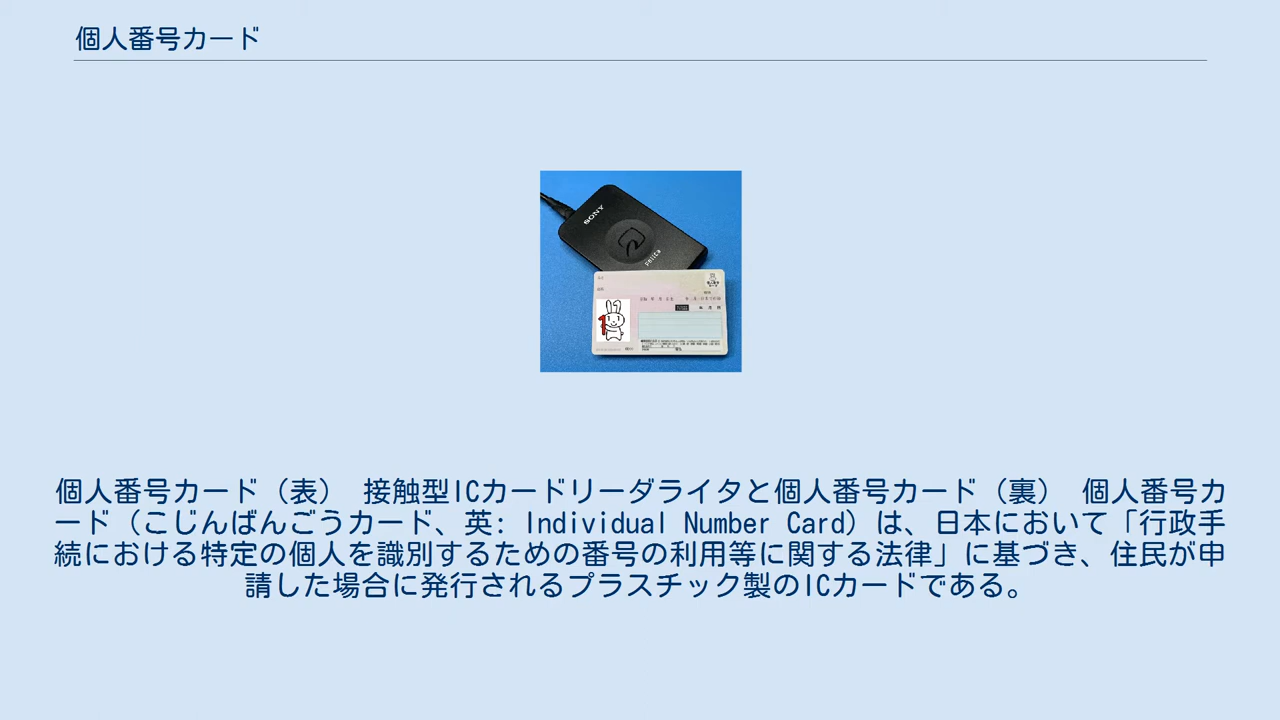 個人番号カード
SONY
FeliCa
個人番号カード（表） 接触型ICカードリーダライタと個人番号カード（裏） 個人番号カ
ード（こじんばんごうカード、英: Individual Number Card）は、日本において「行政手
続における特定の個人を識別するための番号の利用等に関する法律」に基づき、住民が申
請した場合に発行されるプラスチック製のICカードである。